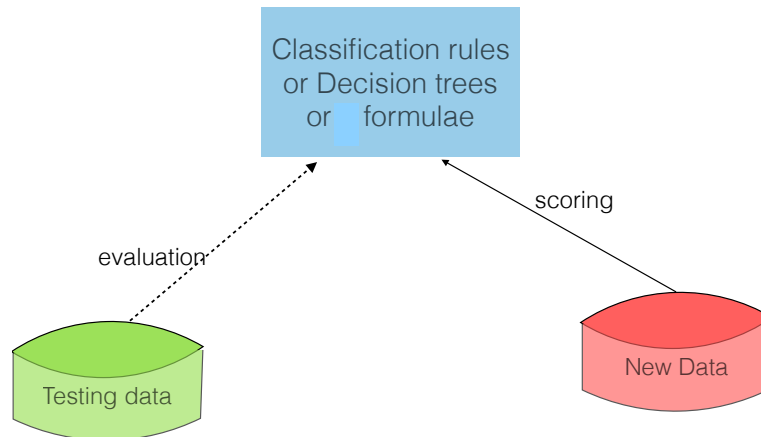 Classification rules
or Decision trees
or formulae
scoring
evaluation
New Data
Testing data